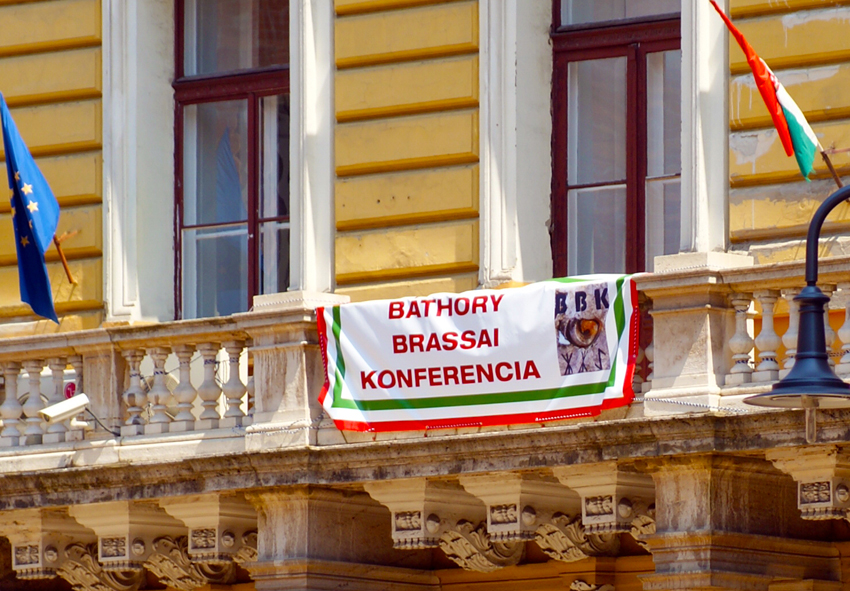 BATHORY
BRASSAI
KONFERENCIA
BBK